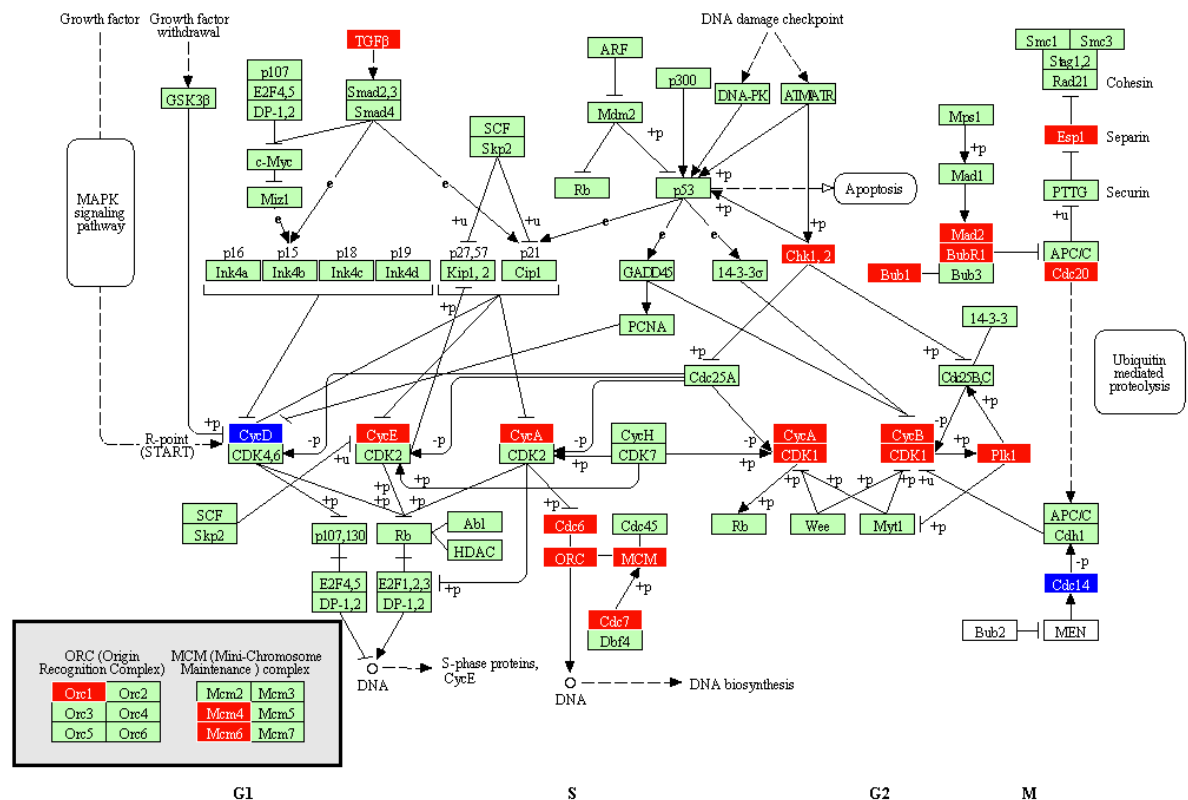 Growth factor
Growth factor
withdrawal
TGFβ
DNA damage checkpoint
ARF
Smc1 Smc3
Stag1,2
Rad21
Cohesin
p107
E2F4,5
DP-1,2
GSK3β
Smad2,3
Smad4
p300
DNA-PK
ATM/ATR
Mdm2
+p
SCF
Skp2
Mps1
+p
Esp1
Separin
c-Myc
Miz1
MAPK
signaling
pathway
e
e
e
+u
+u
Rb
+p
p53
+p
Apoptosis
Mad1
PTTG
Securin
+u
e
e
+p
p16
Ink4a
p15
Ink4b
p18
Ink4c
p19
Ink4d
p27,57
Kip1, 2
p21
Cip1
GADD45
14-3-3σ
Chk1, 2
Mad2
BubR1
Bub3
Bub1
APC/C
Cdc20
+p
PCNA
14-3-3
+p
+p
Cdc25A
Cdc25B,C
Ubiquitin
mediated
proteolysis
R-point
(START)
+p
CycD
CDK4,6
-p
CycE
CDK2
-p
CycA
CDK2
-p
+p
CycH
CDK7
-p
+p
CycA
CDK1
-p
CycB
CDK1
+p
Plk1
+u
+p
+p
+p
+p
+p
+p
+p
+p
+p
+u
SCF
Skp2
p107,130
Rb
Abl
HDAC
Cdc6
Cdc45
ORC
MCM
Rb
Wee
Myt1
+p
APC/C
Cdh1
-p
E2F4,5
DP-1,2
E2F1,2,3
DP-1,2
+p
+p
Cdc7
Dbf4
Cdc14
Bub2
MEN
DNA
S-phase proteins,
CycE
DNA
DNA biosynthesis
ORC (Origin
Recognition Complex)
Orc1 Orc2
Orc3 Orc4
Orc5 Orc6
MCM (Mini-Chromosome
Maintenance ) complex
Mcm2 Mcm3
Mcm4 Mcm5
Mcm6 Mcm7
G1 S G2 M